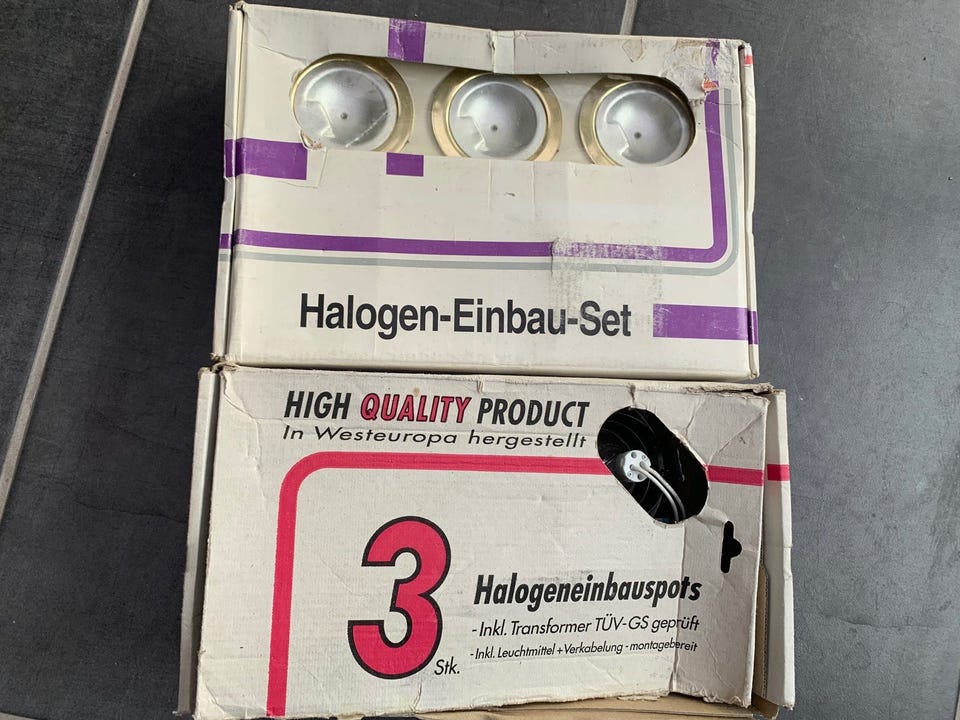 Halogen-Einbau-Set
HIGH QUALITY PRODUCT
In Westeuropa hergestellt
3
Stk.
Halogeneinbauspots
-Inkl. Transformer TÜV-GS geprüft
-Inkl. Leuchtmittel + Verkabelung - montagebereit